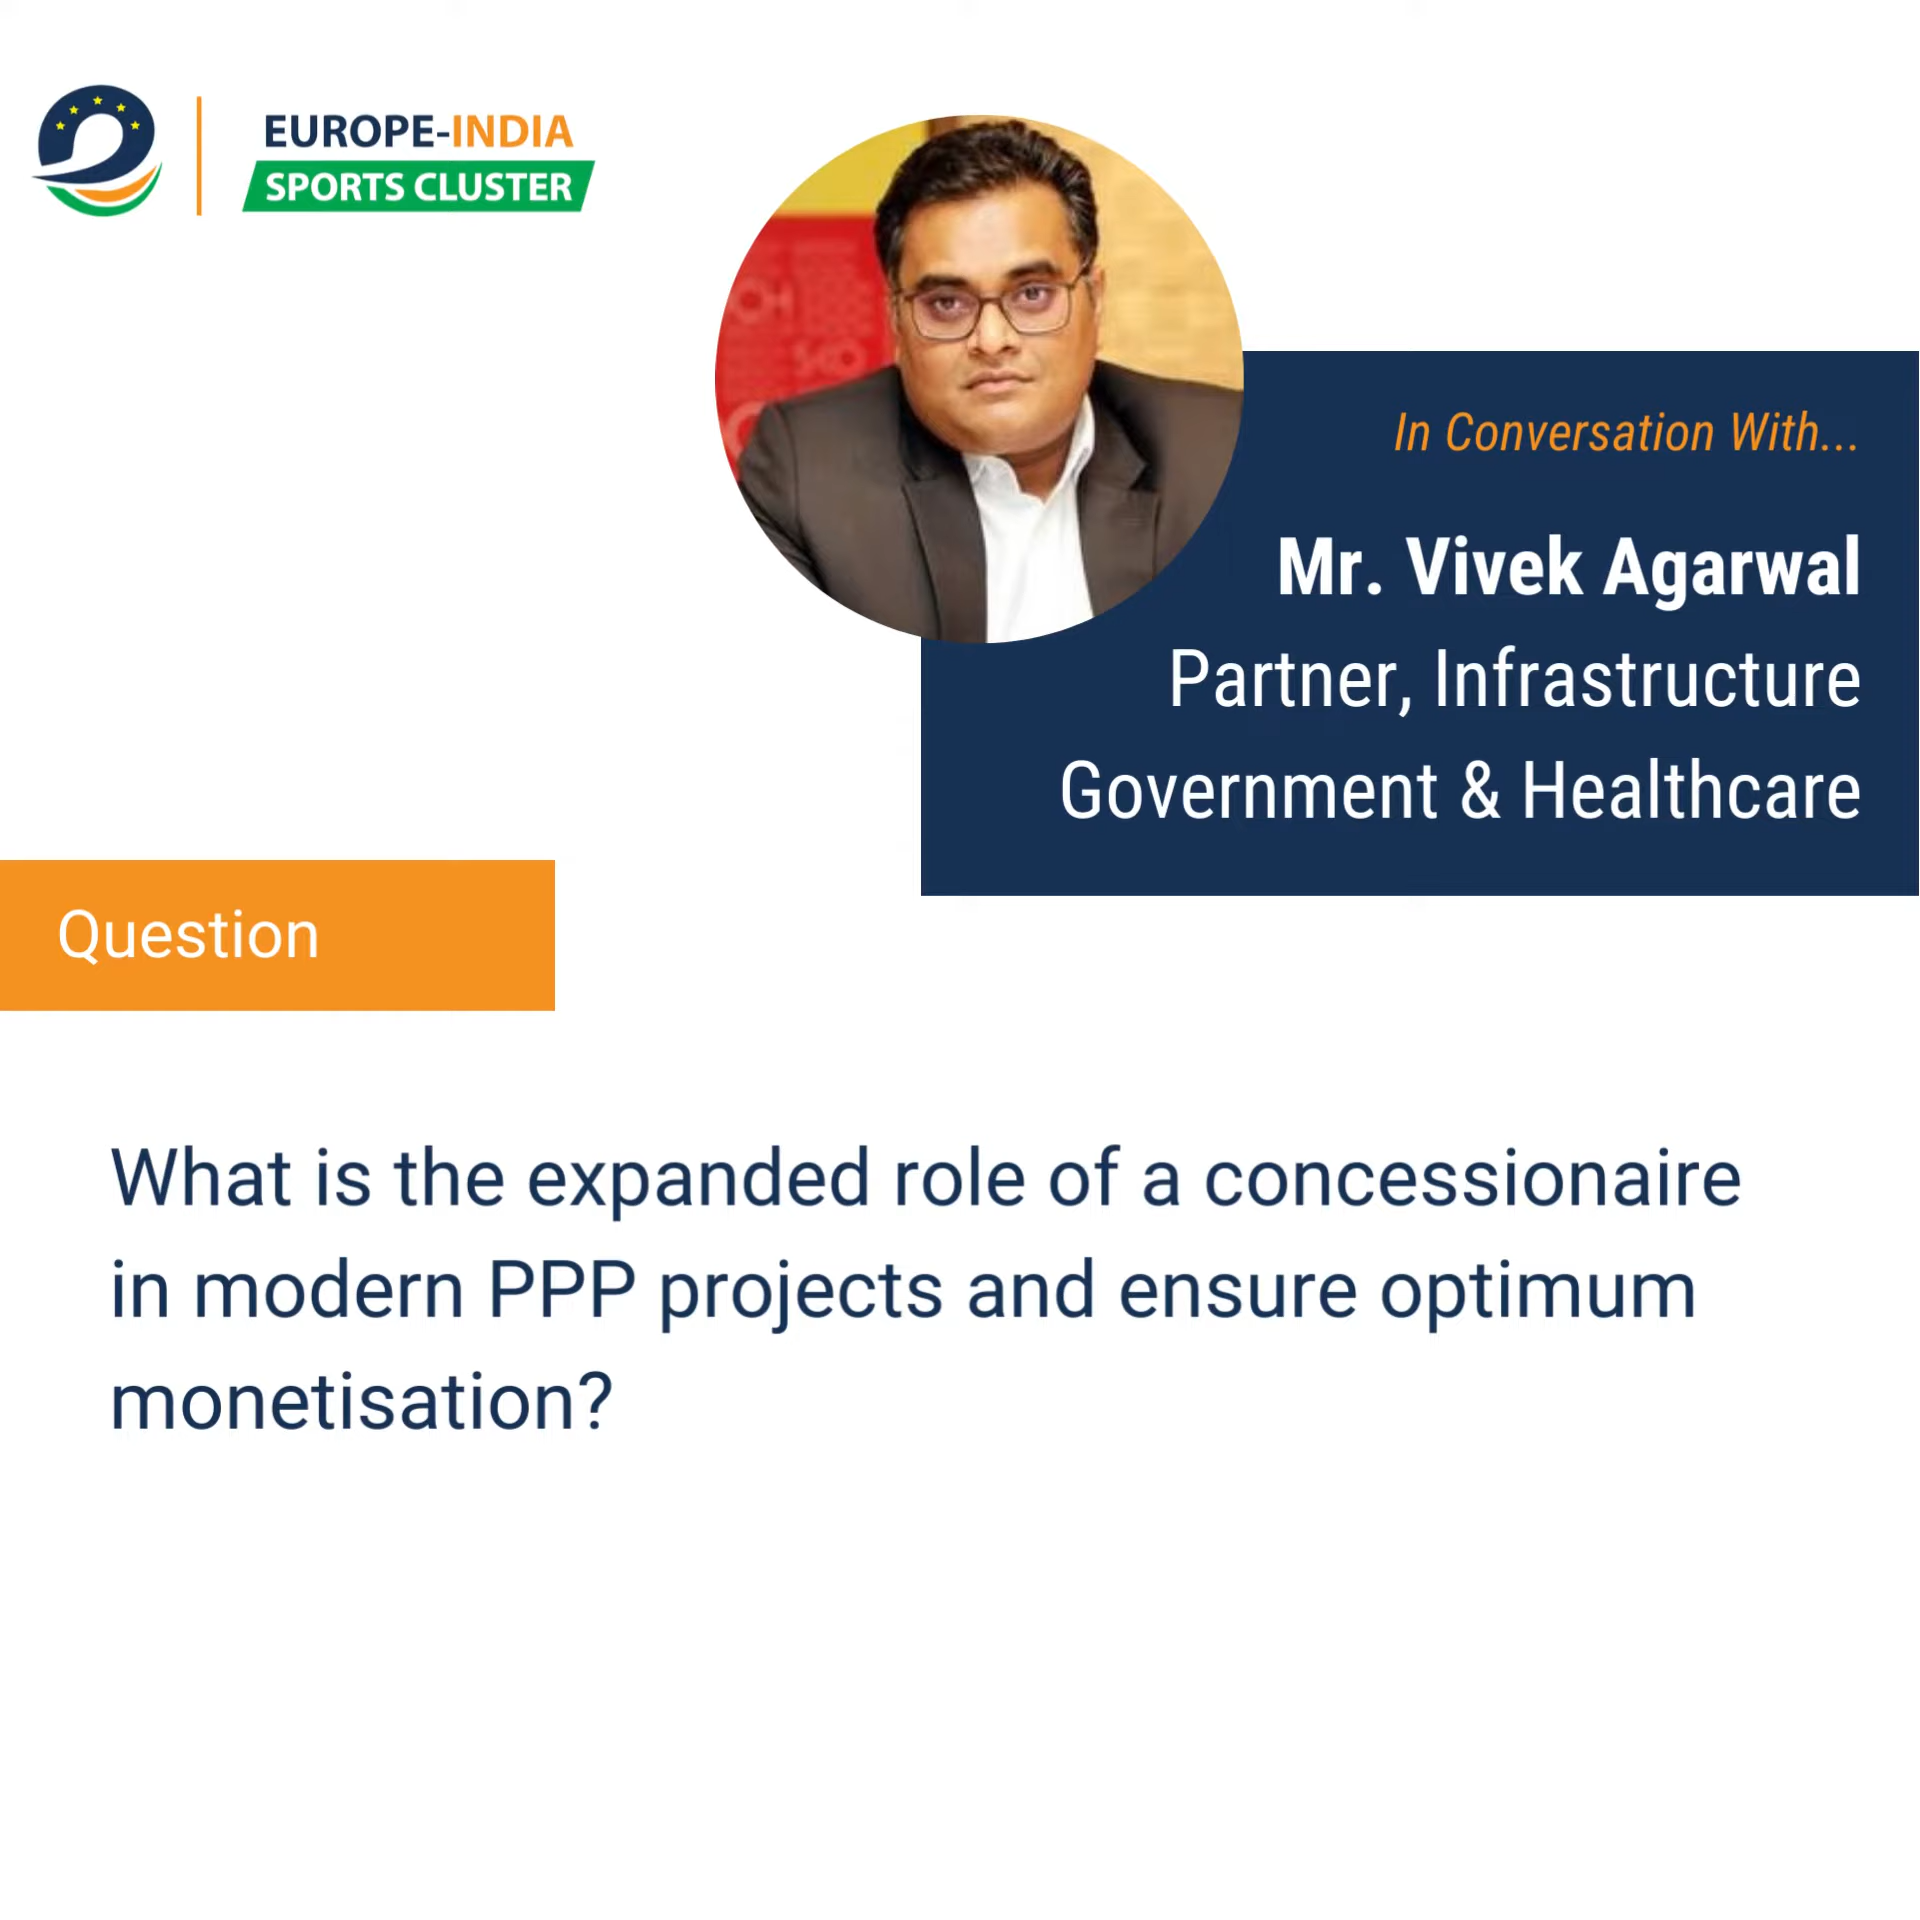 EUROPE-INDIA
SPORTS CLUSTER
In Conversation With...
Mr. Vivek Agarwal
Partner, Infrastructure
Government & Healthcare
Question
What is the expanded role of a concessionaire
in modern PPP projects and ensure optimum
monetisation?